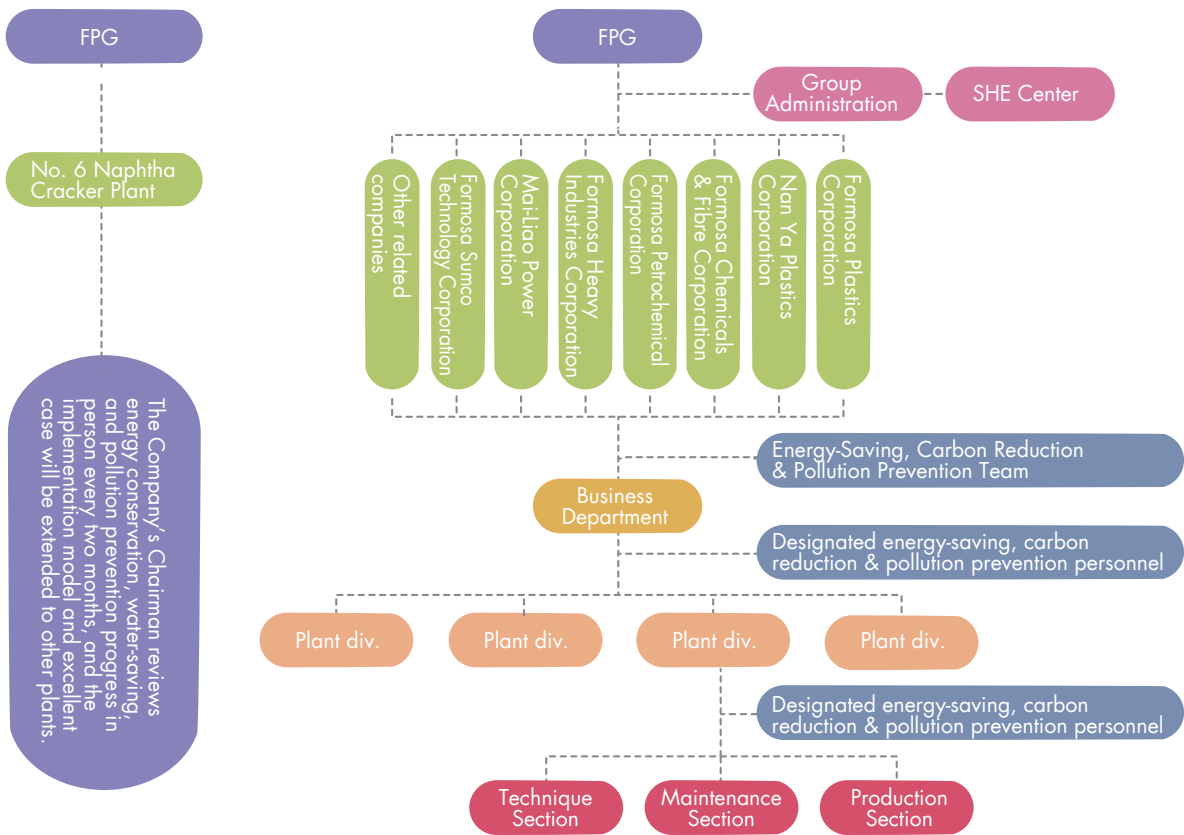 FPG
No. 6 Naphtha
Cracker Plant
The Company's Chairman reviews
energy conservation, water-saving,
and pollution prevention progress in
person every two months, and the
implementation model and excellent
case will be extended to other plants.
FPG
Group
Administration
SHE Center
Other related
companies
Formosa Sumco
Technology Corporation
Mai-Liao Power
Corporation
Formosa Heavy
Industries Corporation
Formosa Petrochemical
Corporation
Formosa Chemicals
& Fibre Corporation
Nan Ya Plastics
Corporation
Formosa Plastics
Corporation
Energy-Saving, Carbon Reduction
& Pollution Prevention Team
Business
Department
Designated energy-saving, carbon
reduction & pollution prevention personnel
Plant div.
Plant div.
Plant div.
Plant div.
Designated energy-saving, carbon
reduction & pollution prevention personnel
Technique
Section
Maintenance
Section
Production
Section